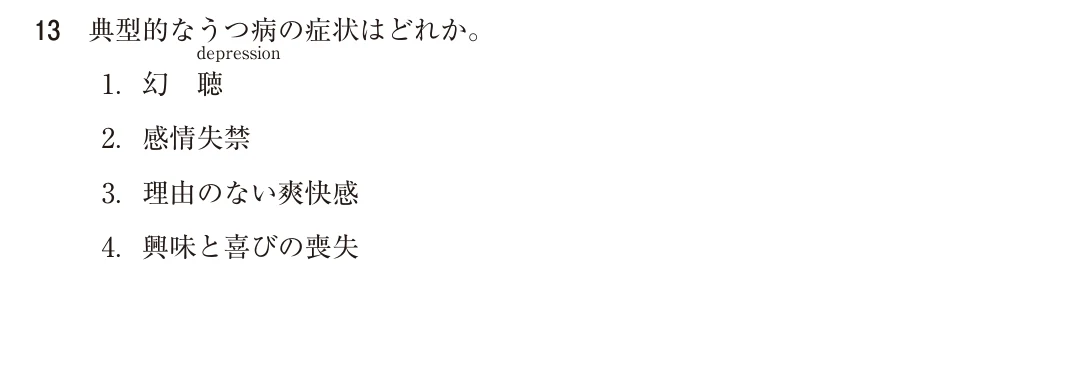 13 典型的なうつ病の症状はどれか。
depression
1. 幻　聴
2. 感情失禁
3. 理由のない爽快感
4. 興味と喜びの喪失